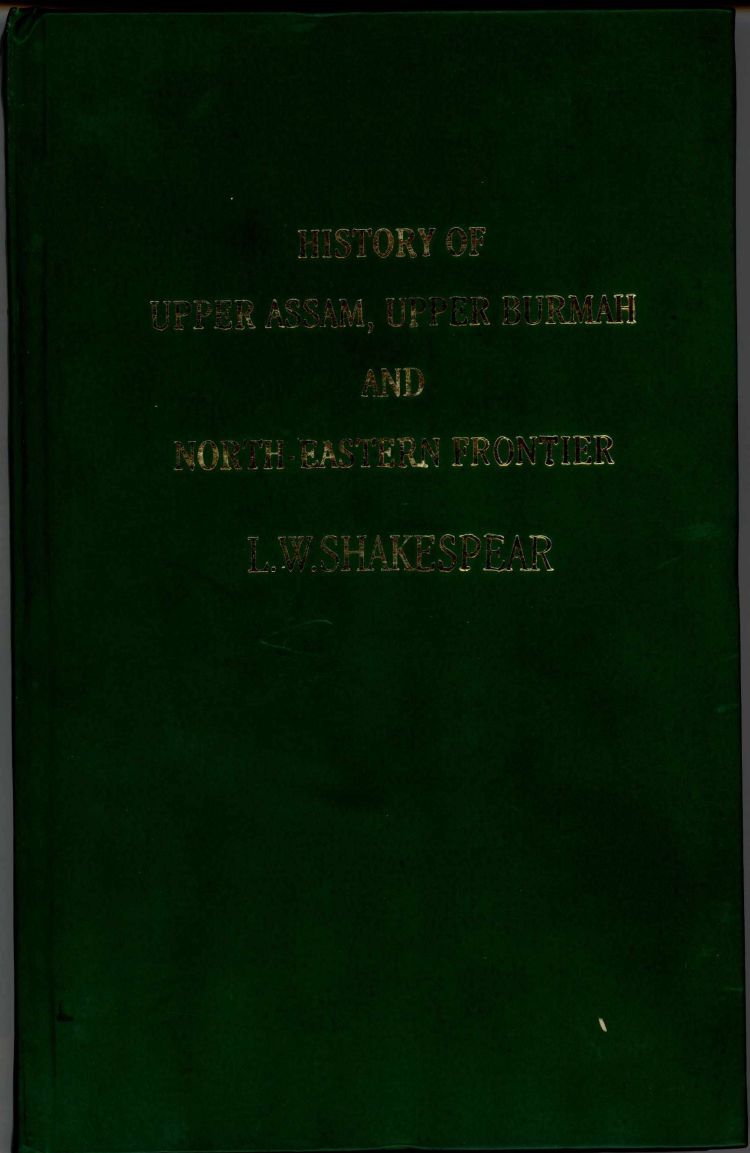 HISTORY OF
UPPER ASSAM, UPPER BURMAH
AND
NORTH-EASTERN FRONTIER
L.W.SHAKESPEAR